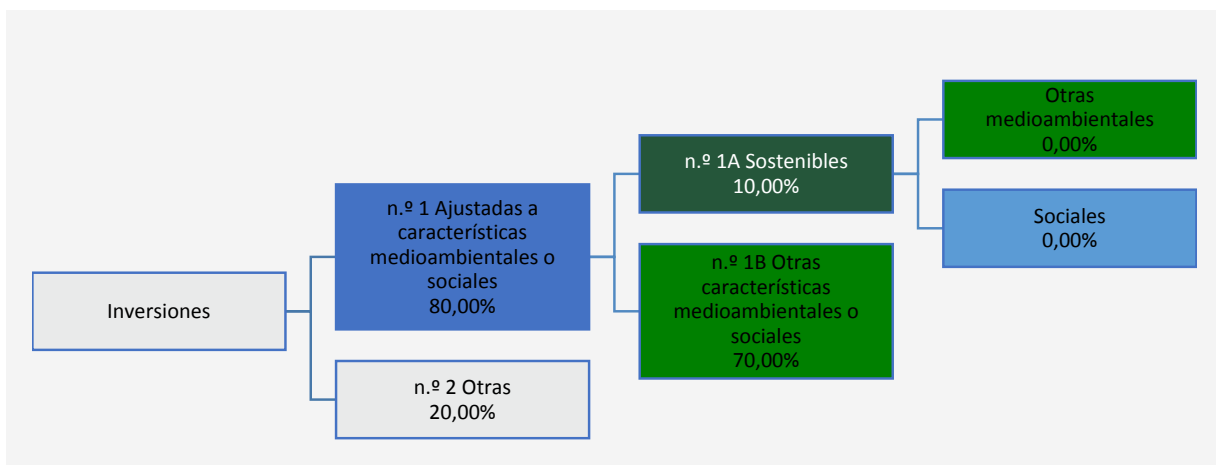 Inversiones
n.º 1 Ajustadas a
características
medioambientales o
sociales
80,00%
n.º 2 Otras
20,00%
n.º 1A Sostenibles
10,00%
n.º 1B Otras
características
medioambientales o
sociales
70,00%
Otras
medioambientales
0,00%
Sociales
0,00%